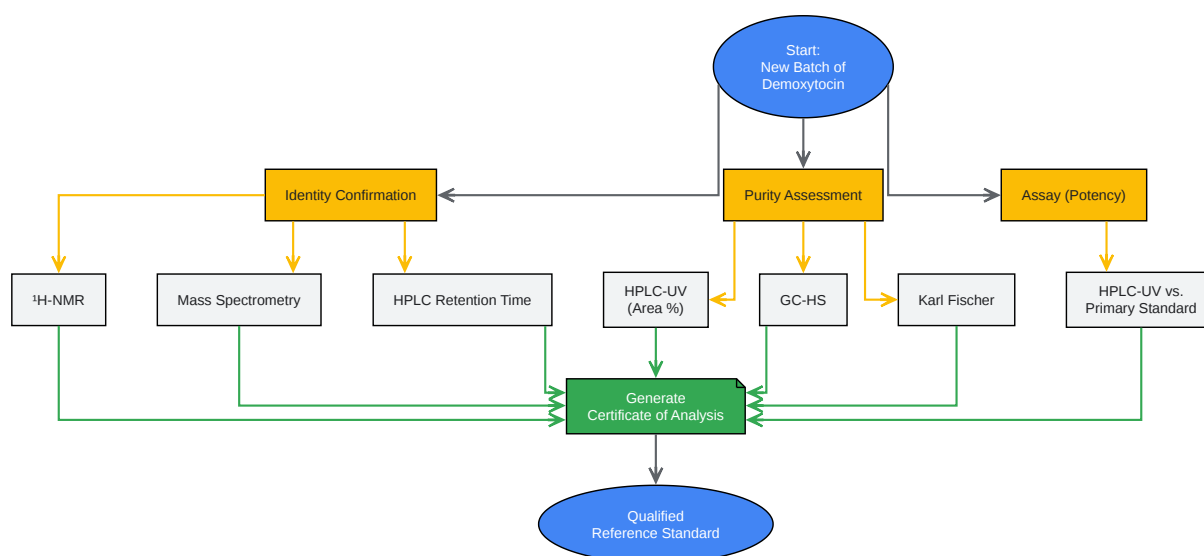 Start:
New Batch of
Demoxytocin
Identity Confirmation
Purity Assessment
Assay (Potency)
¹H-NMR
Mass Spectrometry
HPLC Retention Time
HPLC-UV
(Area %)
GC-HS
Karl Fischer
HPLC-UV vs.
Primary Standard
Generate
Certificate of Analysis
Qualified
Reference Standard